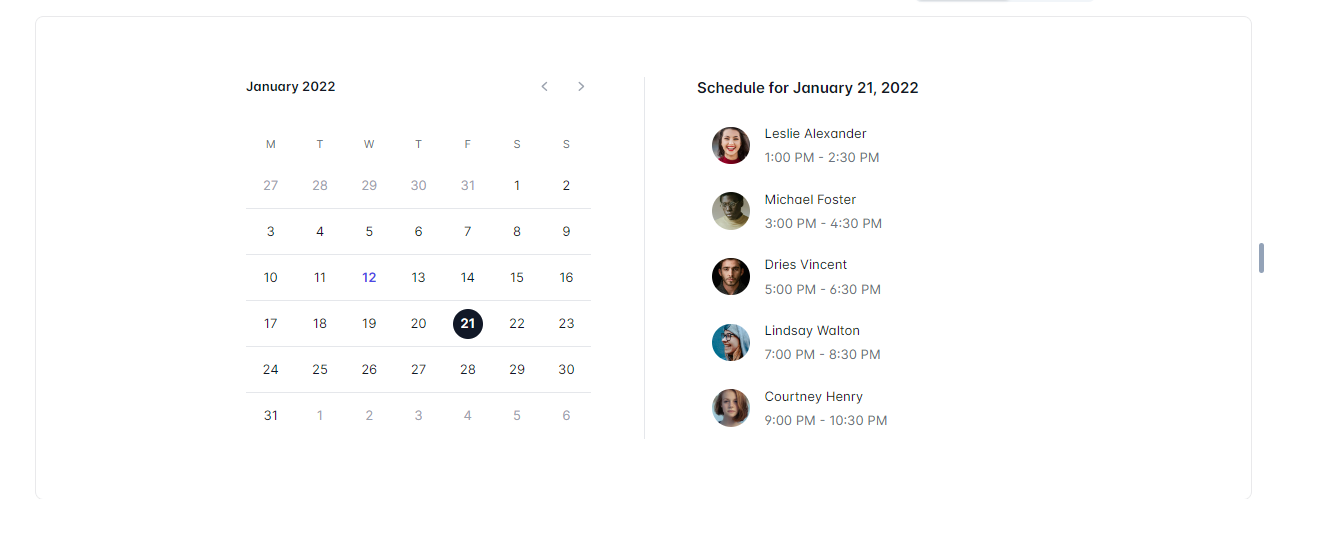 January 2022
M T W T F S S
27 28 29 30 31 1 2
3 4 5 6 7 8 9
10 11 12 13 14 15 16
17 18 19 20 21 22 23
24 25 26 27 28 29 30
31 1 2 3 4 5 6
Schedule for January 21, 2022
Leslie Alexander
1:00 PM - 2:30 PM
Michael Foster
3:00 PM - 4:30 PM
Dries Vincent
5:00 PM - 6:30 PM
Lindsay Walton
7:00 PM - 8:30 PM
Courtney Henry
9:00 PM - 10:30 PM